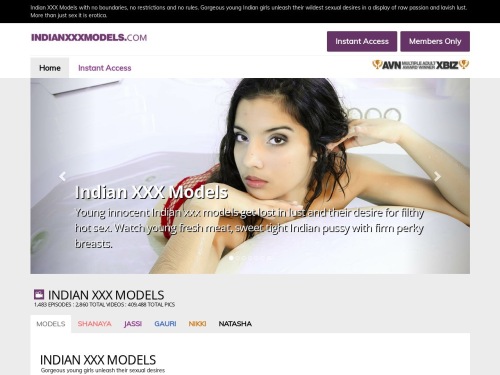 Indian XXX Models with no boundaries, no restrictions and no rules. Gorgeous young Indian girls unleash their wildest sexual desires in a display of raw passion and lavish lust.
More than just sex it is erotica.
INDIANXXXMODELS.COM
Instant Access
Members Only
Home
Instant Access
AVN MULTIPLE ADULT AWARD WINNER XBIZ
Indian XXX Models
Young innocent Indian xxx models get lost in lust and their desire for filthy
hot sex. Watch young fresh meat, sweet tight Indian pussy with firm perky
breasts.
INDIAN XXX MODELS
1,483 EPISODES : 2,860 TOTAL VIDEOS : 409,488 TOTAL PICS
MODELS
SHANAYA
JASSI
GAURI
NIKKI
NATASHA
INDIAN XXX MODELS
Gorgeous young girls unleash their sexual desires